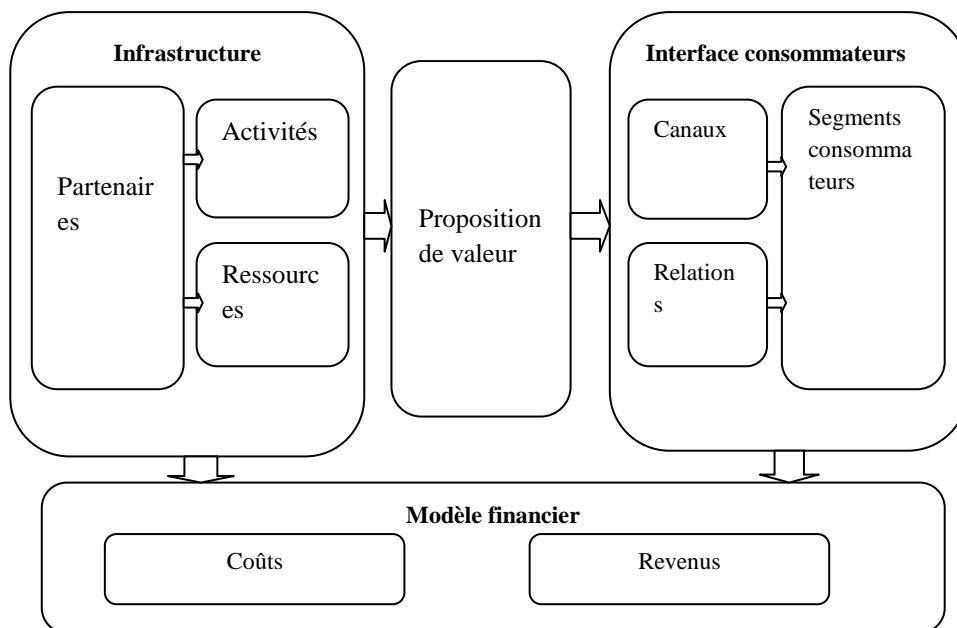 Infrastructure
Partenair
es
Activités
Ressourc
es
Proposition
de valeur
Interface consommateurs
Canaux
Relation
s
Segments
consomma
teurs
Modèle financier
Coûts
Revenus